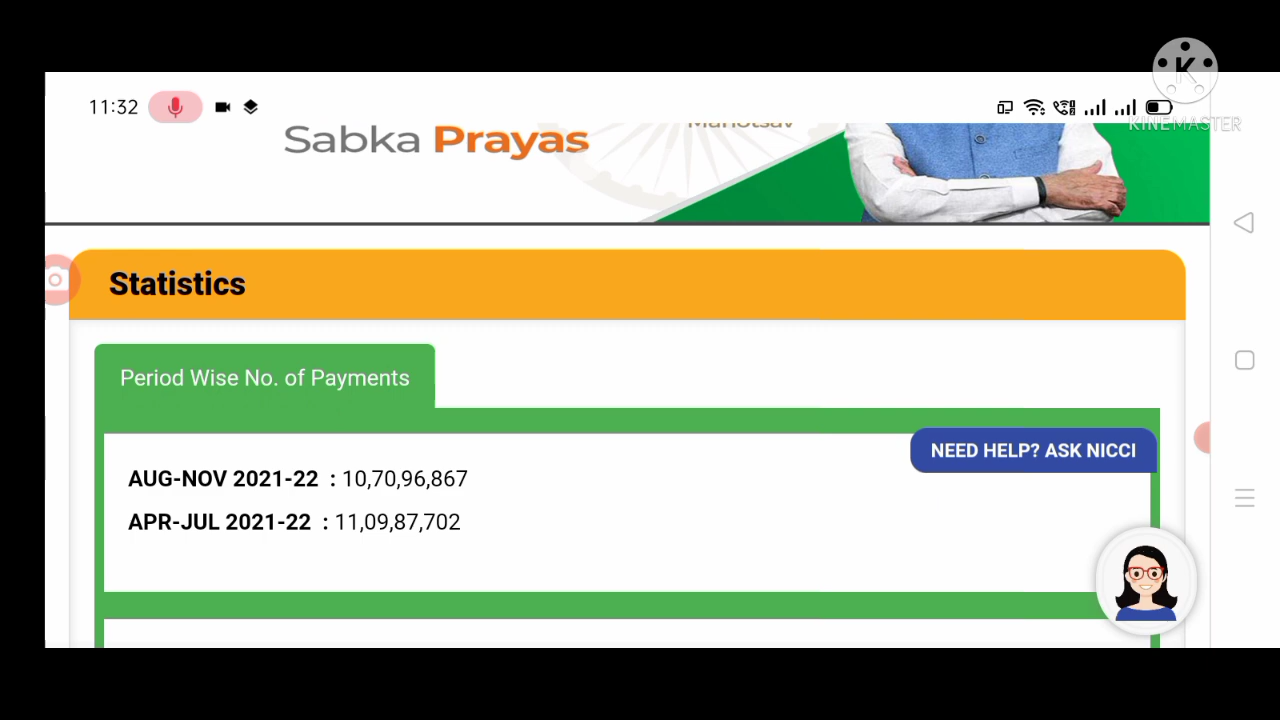 11:32
KINEMASTER
Mahotsav
Sabka Prayas
Statistics
Period Wise No. of Payments
NEED HELP? ASK NICCI
AUG-NOV 2021-22 : 10,70,96,867
APR-JUL 2021-22 : 11,09,87,702